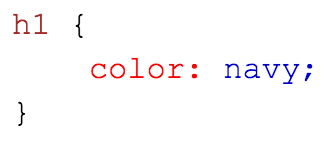 h1 {
    color: navy;
}